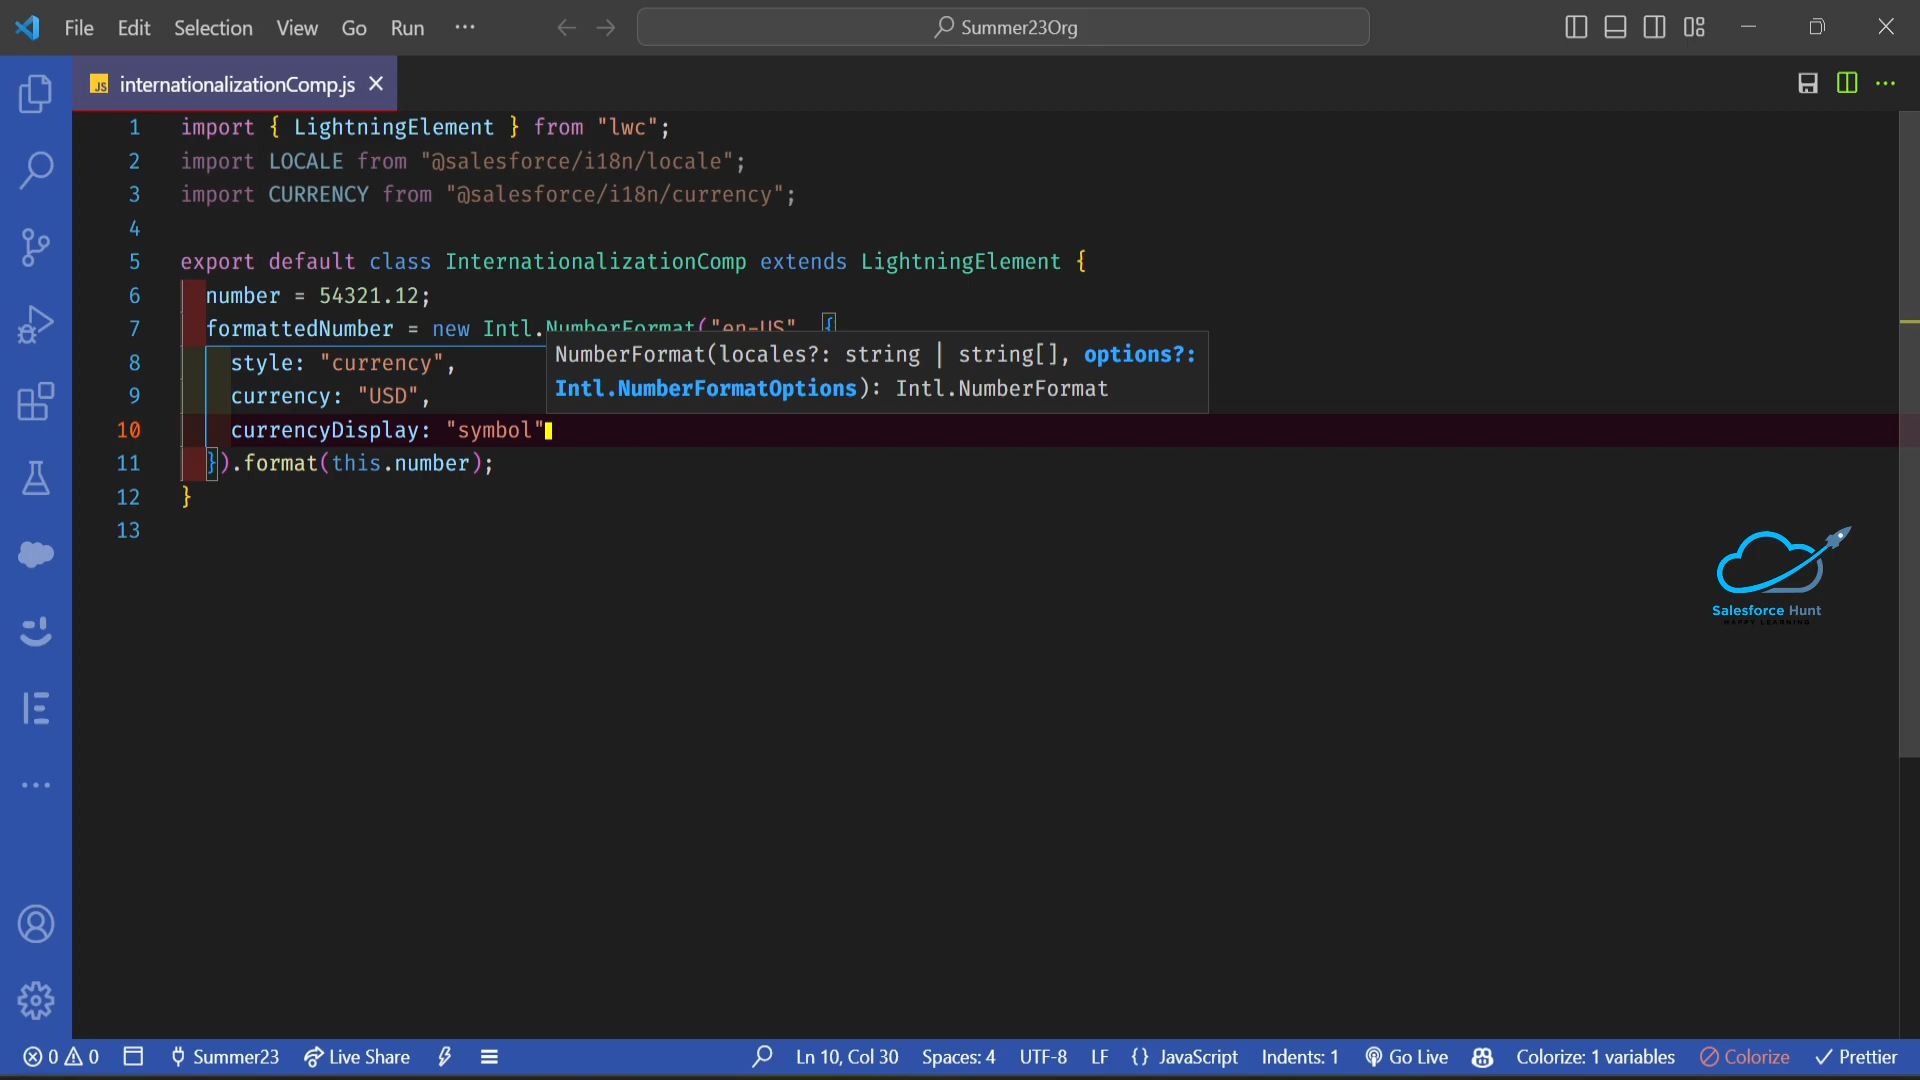 File Edit Selection View Go Run ··· Summer23Org
JS internationalizationComp.js
1 import { LightningElement } from "lwc";
2 import LOCALE from "@salesforce/i18n/locale";
3 import CURRENCY from "@salesforce/i18n/currency";
4
5 export default class InternationalizationComp extends LightningElement {
6 number = 54321.12;
7 formattedNumber = new Intl.NumberFormat("en-US", {
NumberFormat(locales?: string | string[], options?:
8 style: "currency",
Intl.NumberFormatOptions): Intl.NumberFormat
9 currency: "USD",
10 currencyDisplay: "symbol"
11 }).format(this.number);
12 }
13
Salesforce Hunt
HAPPY LEARNING
0 0 Summer23 Live Share Ln 10, Col 30 Spaces: 4 UTF-8 LF {} JavaScript Indents: 1 Go Live Colorize: 1 variables Colorize Prettier